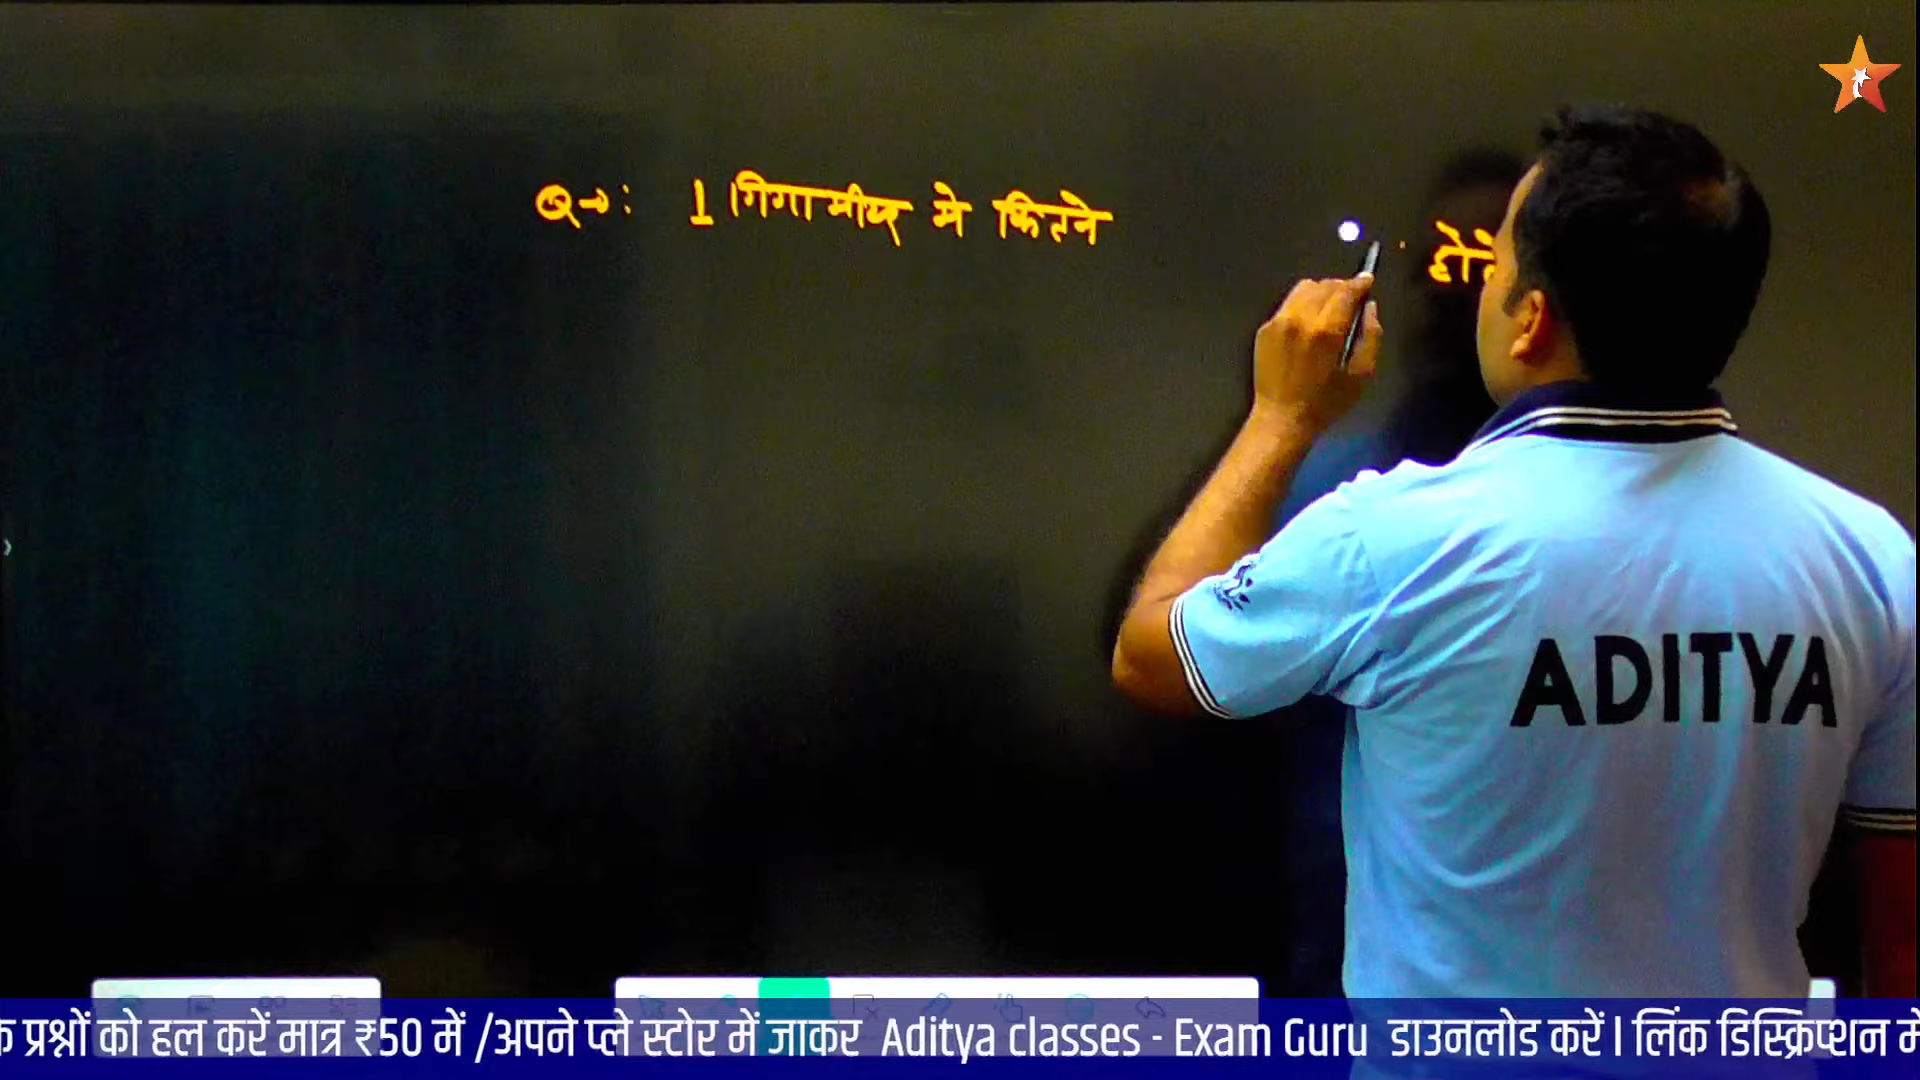 Q→: 1 गिगामीटर मे कितने होते
ADITYA
क प्रश्नों को हल करें मात्र ₹50 में /अपने प्ले स्टोर में जाकर Aditya classes - Exam Guru डाउनलोड करें l लिंक डिस्क्रिप्शन में